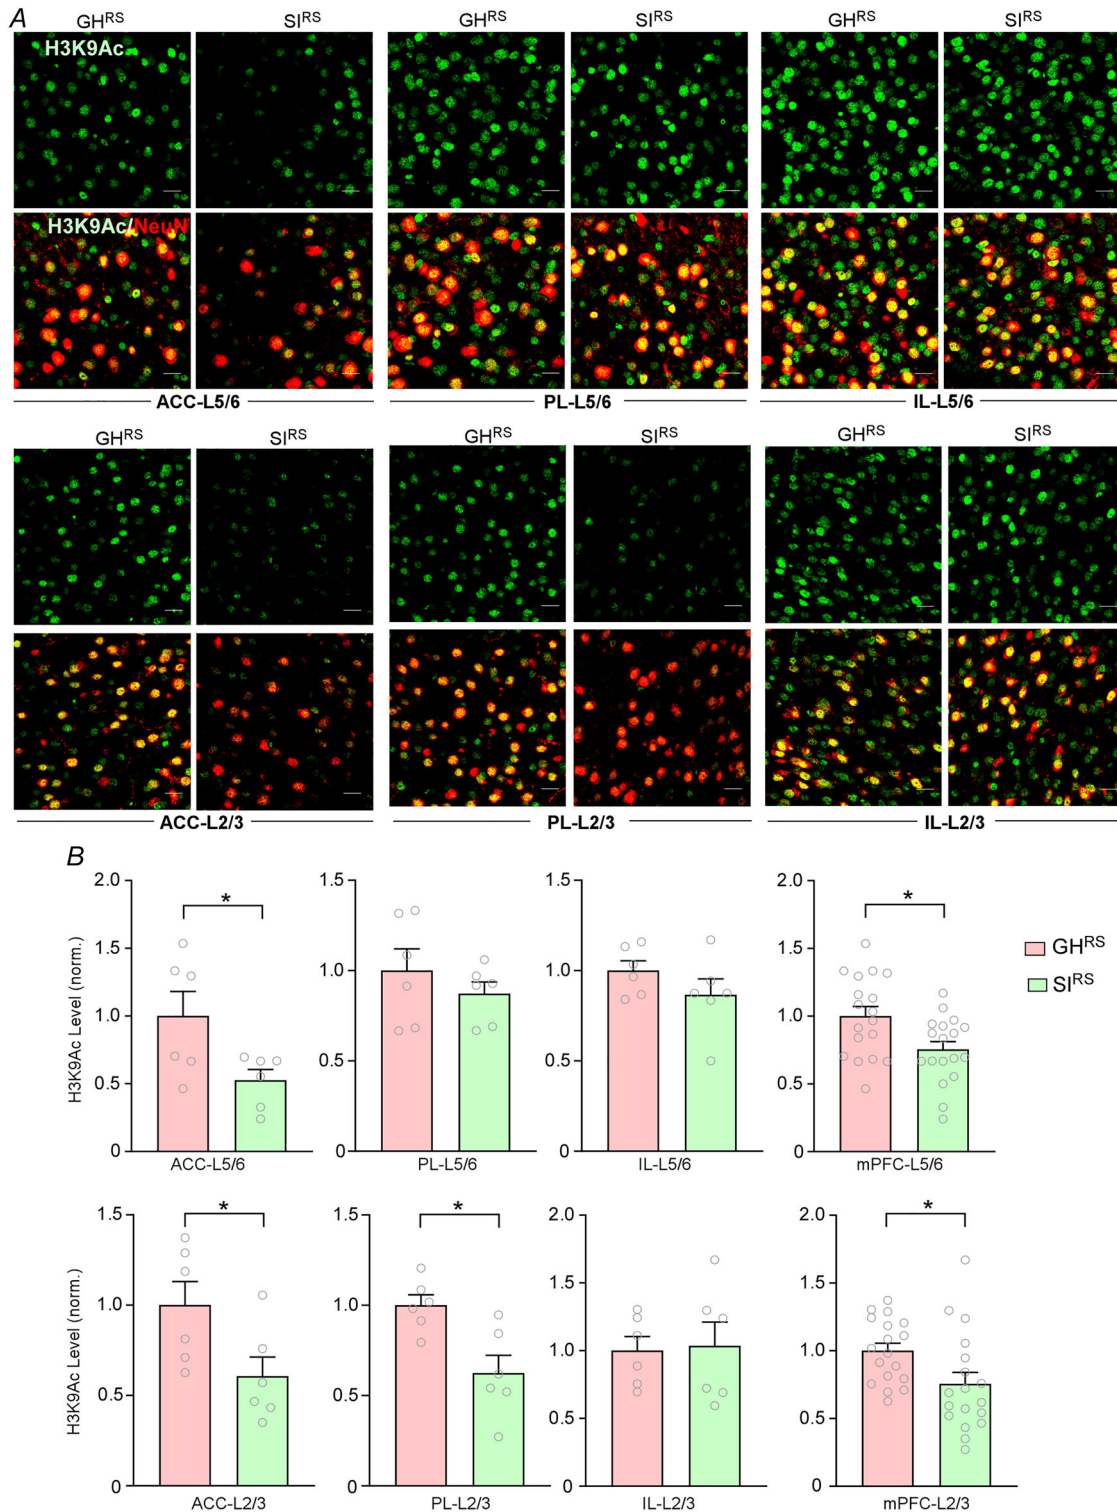 A
GH^RS SI^RS GH^RS SI^RS GH^RS SI^RS
H3K9Ac
H3K9Ac/NeuN
ACC-L5/6 PL-L5/6 IL-L5/6
GH^RS SI^RS GH^RS SI^RS GH^RS SI^RS
ACC-L2/3 PL-L2/3 IL-L2/3
B
H3K9Ac Level (norm.)
2.0
1.5
1.0
0.5
0
*
ACC-L5/6
1.5
1.0
0.5
0
PL-L5/6
1.5
1.0
0.5
0
IL-L5/6
2.0
1.5
1.0
0.5
0
*
mPFC-L5/6
GH^RS
SI^RS
H3K9Ac Level (norm.)
1.5
1.0
0.5
0
*
ACC-L2/3
1.5
1.0
0.5
0
*
PL-L2/3
2.0
1.5
1.0
0.5
0
IL-L2/3
2.0
1.5
1.0
0.5
0
*
mPFC-L2/3